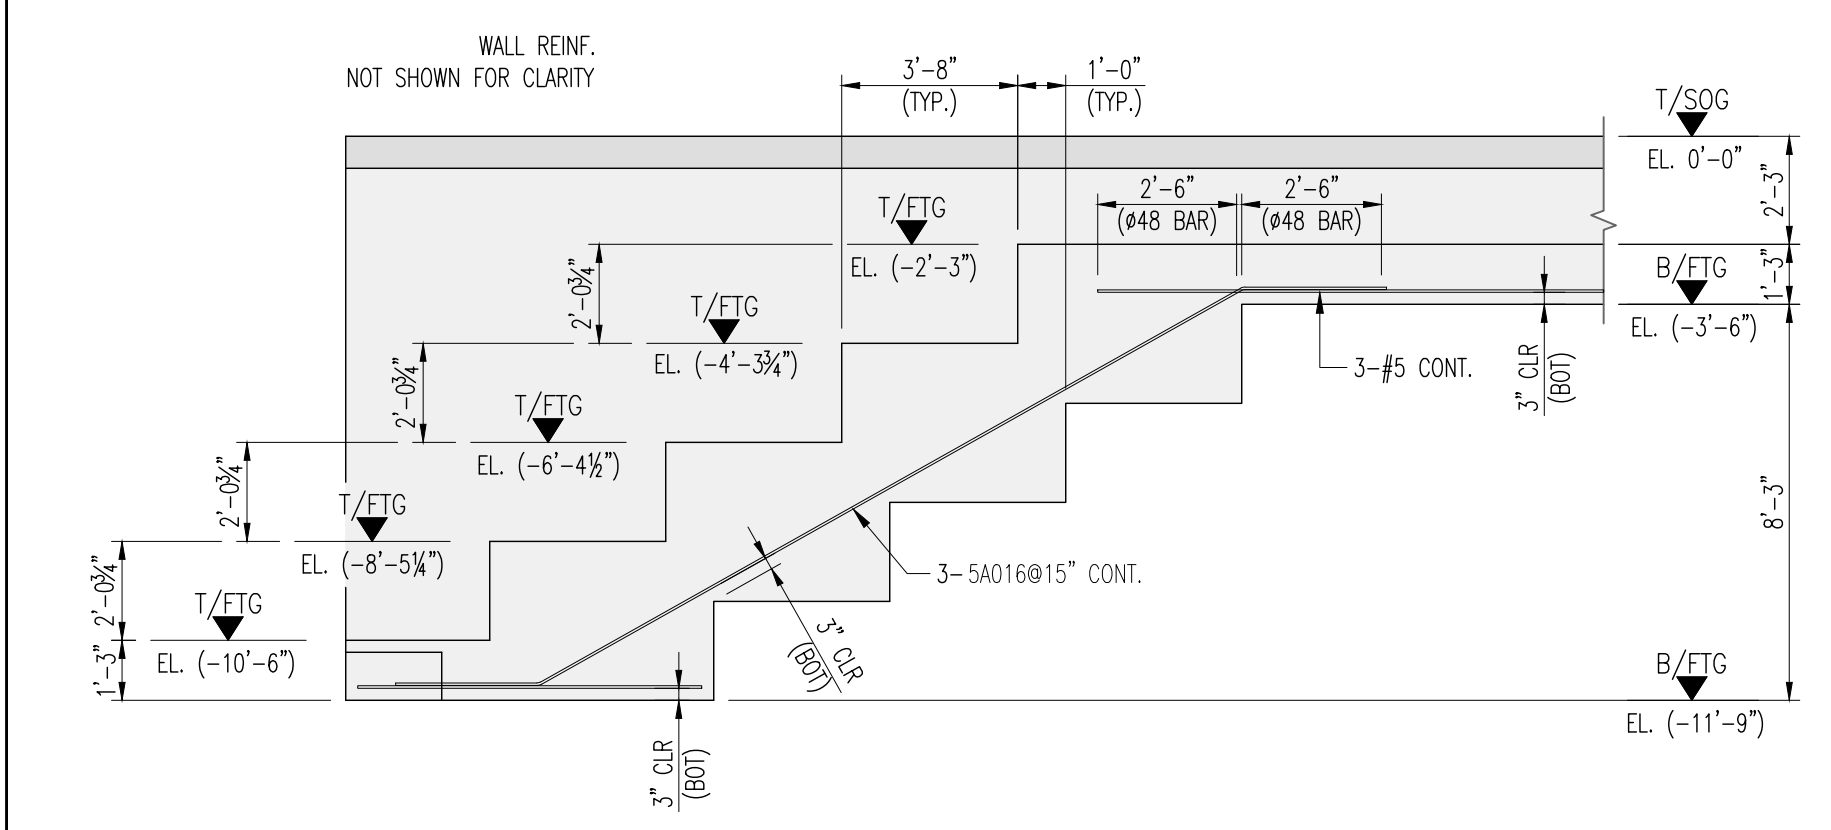 WALL REINF.
NOT SHOWN FOR CLARITY
3'-8"
(TYP.)
1'-0"
(TYP.)
T/SOG
EL. 0'-0"
2'-3"
2'-6"
(ø48 BAR)
2'-6"
(ø48 BAR)
T/FTG
EL. (-2'-3")
2'-0¾"
B/FTG
EL. (-3'-6")
1'-3"
T/FTG
EL. (-4'-3¾")
2'-0¾"
3-#5 CONT.
3" CLR
(BOT)
T/FTG
EL. (-6'-4½")
2'-0¾"
T/FTG
EL. (-8'-5¼")
8'-3"
2'-0¾"
3-5A016@15" CONT.
T/FTG
EL. (-10'-6")
1'-3"
3" CLR
(BOT)
B/FTG
EL. (-11'-9")
3" CLR
(BOT)